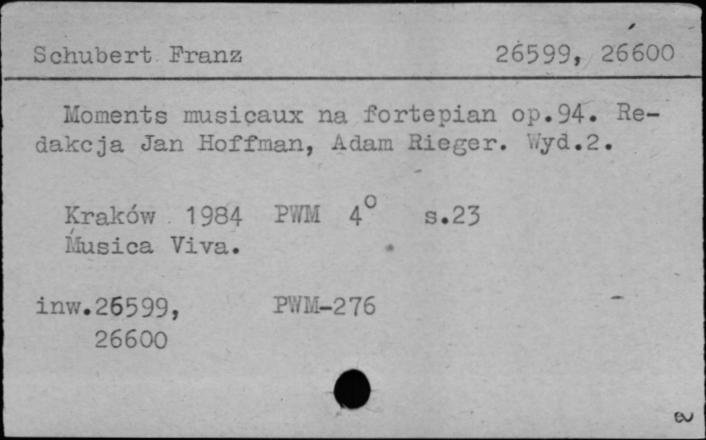 Schubert Franz 26599, 26600
Moments musicaux na fortepian op.94. Re-
dakcja Jan Hoffman, Adam Rieger. Wyd.2.
Kraków 1984 PWM 4° s.23
Musica Viva.
inw.26599, PWM-276
26600